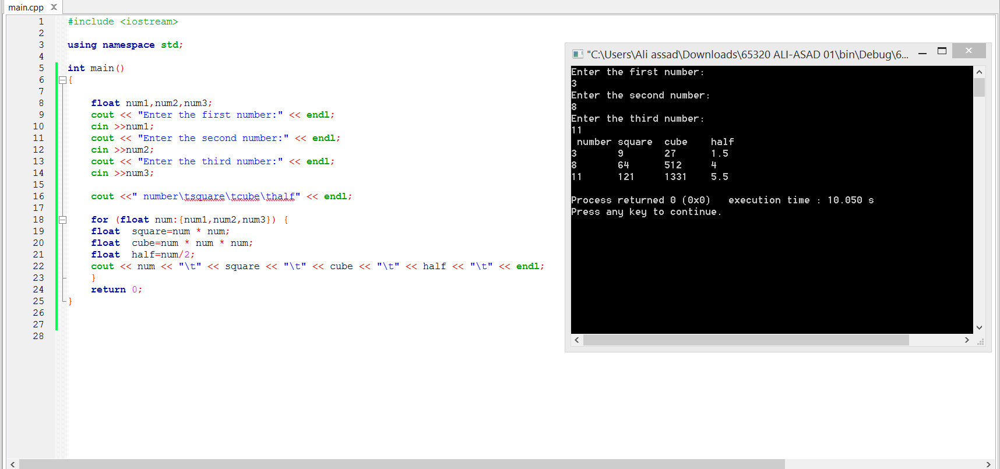 main.cpp
1 #include <iostream>
2
3 using namespace std;
4
5 int main()
6 {
7
8 float num1,num2,num3;
9 cout << "Enter the first number:" << endl;
10 cin >>num1;
11 cout << "Enter the second number:" << endl;
12 cin >>num2;
13 cout << "Enter the third number:" << endl;
14 cin >>num3;
15
16 cout <<" number\tsquare\tcube\thalf" << endl;
17
18 for (float num:{num1,num2,num3}) {
19 float  square=num * num;
20 float  cube=num * num * num;
21 float  half=num/2;
22 cout << num << "\t" << square << "\t" << cube << "\t" << half << "\t" << endl;
23 }
24 return 0;
25 }
26
27
28
"C:\Users\Ali assad\Downloads\65320 ALI-ASAD 01\bin\Debug\6...
Enter the first number:
3
Enter the second number:
8
Enter the third number:
11
number square cube half
3 9 27 1.5
8 64 512 4
11 121 1331 5.5
Process returned 0 (0x0)   execution time : 10.050 s
Press any key to continue.